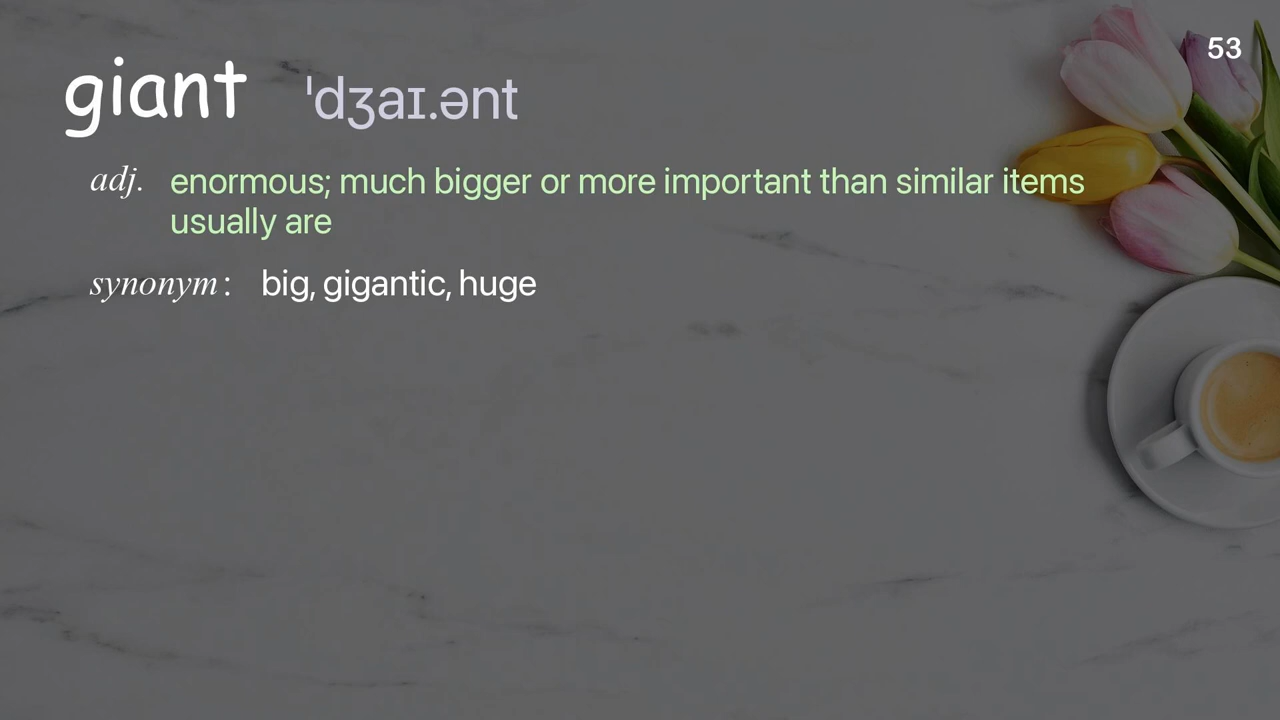 53
giant ˈdʒaɪ.ənt
adj. enormous; much bigger or more important than similar items
usually are
synonym: big, gigantic, huge